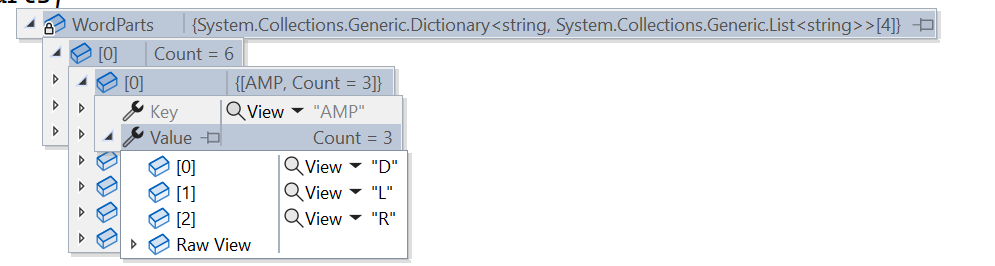 WordParts {System.Collections.Generic.Dictionary<string, System.Collections.Generic.List<string>>[4]}
[0] Count = 6
[0] {[AMP, Count = 3]}
Key View "AMP"
Value Count = 3
[0] View "D"
[1] View "L"
[2] View "R"
Raw View